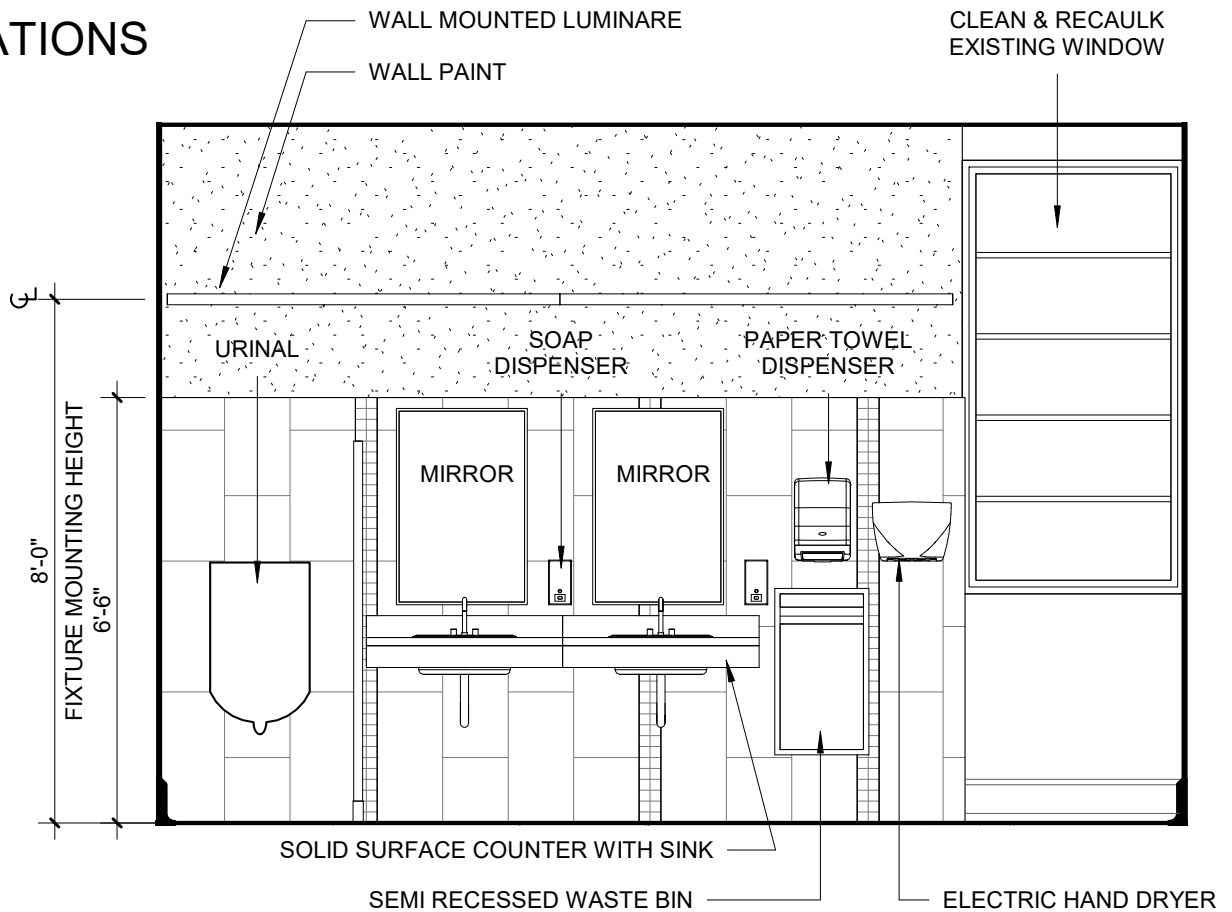 ATIONS
WALL MOUNTED LUMINARE
WALL PAINT
CLEAN & RECAULK
EXISTING WINDOW
URINAL
SOAP
DISPENSER
PAPER TOWEL
DISPENSER
MIRROR
MIRROR
8'-0"
FIXTURE MOUNTING HEIGHT
6'-6"
SOLID SURFACE COUNTER WITH SINK
SEMI RECESSED WASTE BIN
ELECTRIC HAND DRYER